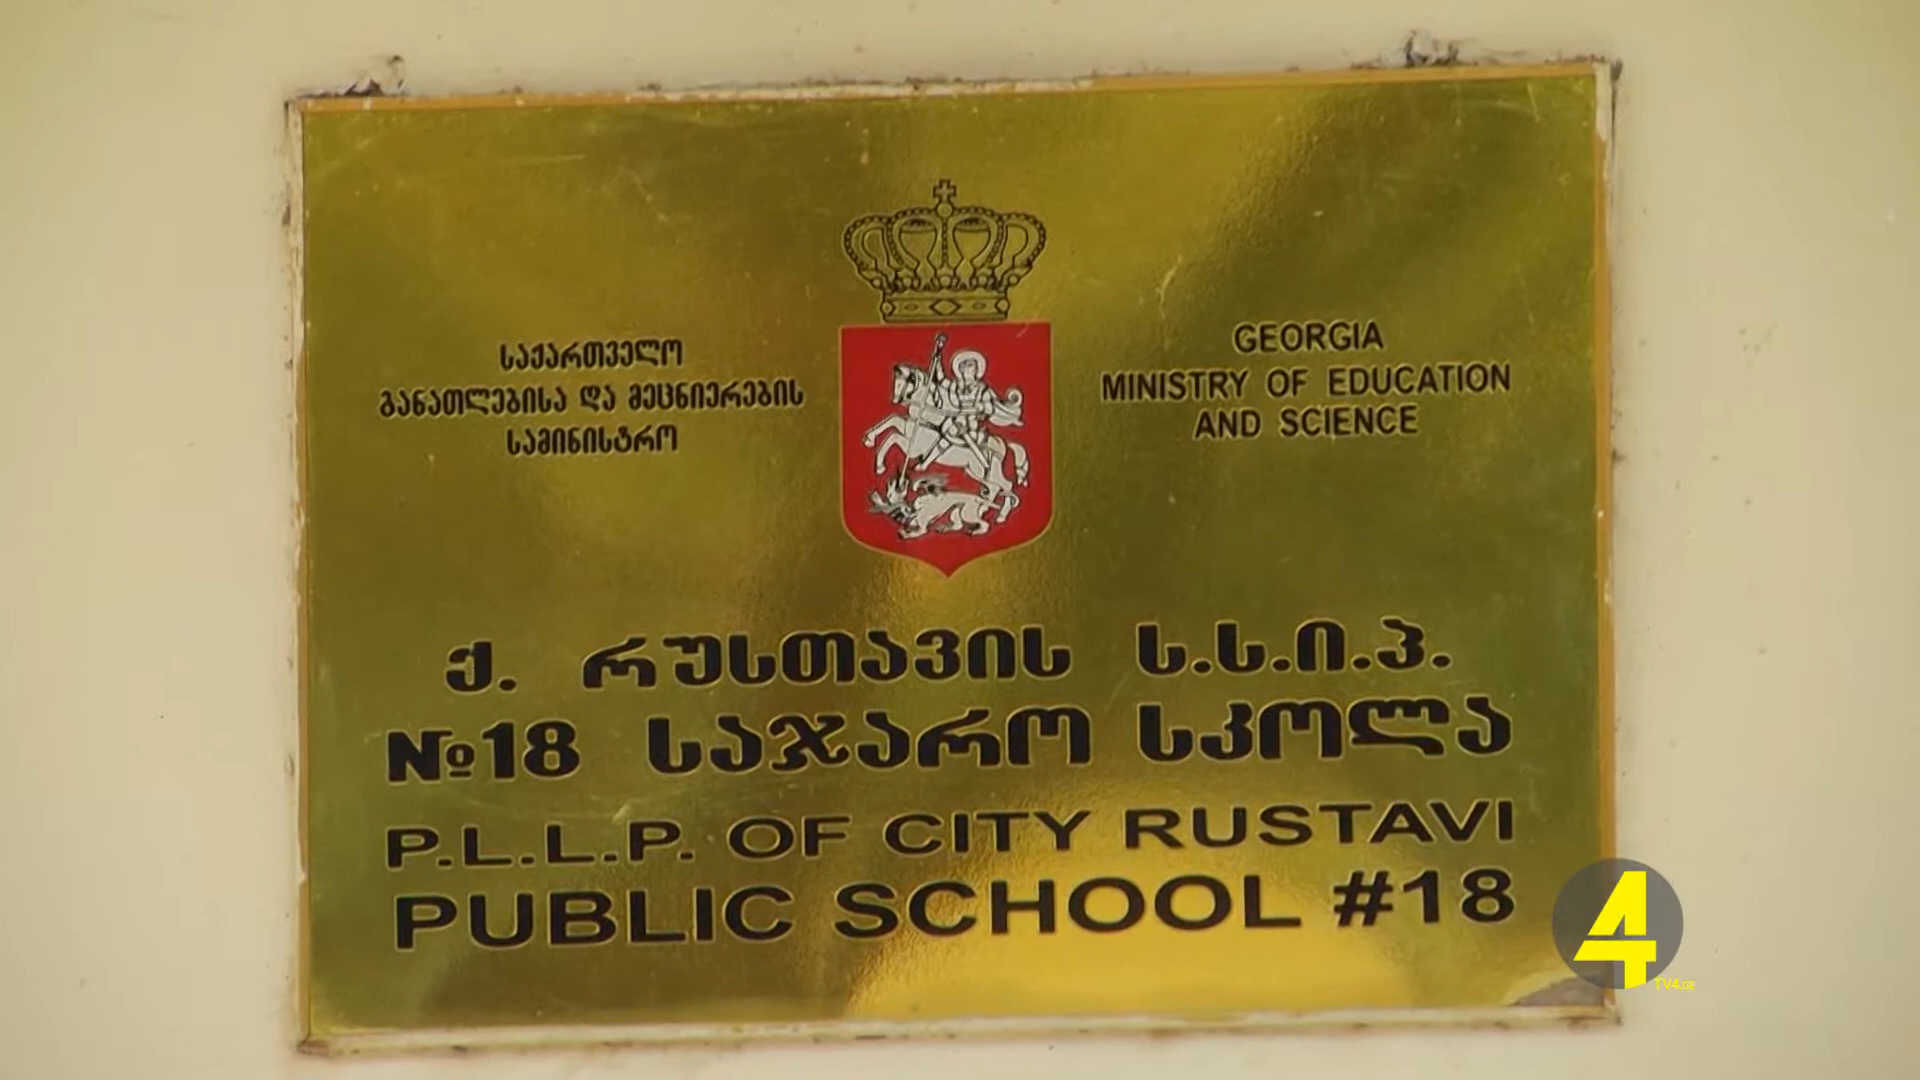 საქართველო
განათლებისა და მეცნიერების
სამინისტრო
GEORGIA
MINISTRY OF EDUCATION
AND SCIENCE
ქ. რუსთავის ს.ს.ი.პ.
№18 საჯარო სკოლა
P.L.L.P. OF CITY RUSTAVI
PUBLIC SCHOOL #18
4
TV4.GE